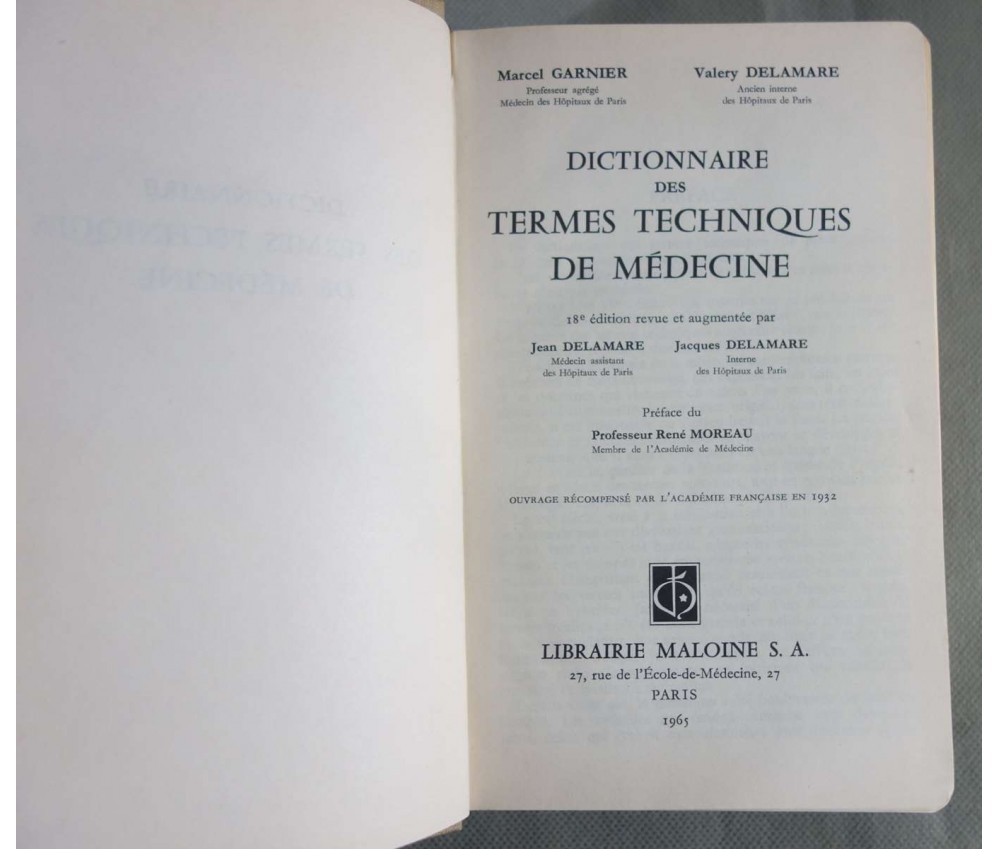 Marcel GARNIER
Professeur agrégé
Médecin des Hôpitaux de Paris
Valery DELAMARE
Ancien interne
des Hôpitaux de Paris
DICTIONNAIRE
DES
TERMES TECHNIQUES
DE MÉDECINE
18e édition revue et augmentée par
Jean DELAMARE
Médecin assistant
des Hôpitaux de Paris
Jacques DELAMARE
Interne
des Hôpitaux de Paris
Préface du
Professeur René MOREAU
Membre de l'Académie de Médecine
OUVRAGE RÉCOMPENSÉ PAR L'ACADÉMIE FRANÇAISE EN 1932
LIBRAIRIE MALOINE S. A.
27, rue de l'École-de-Médecine, 27
PARIS
1965